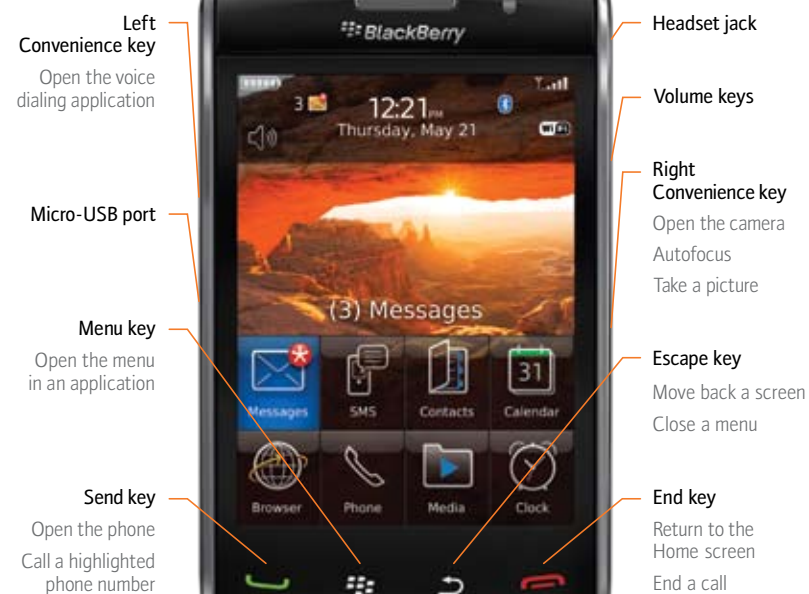 Left
Convenience key
Open the voice
dialing application
Micro-USB port
Menu key
Open the menu
in an application
Send key
Open the phone
Call a highlighted
phone number
BlackBerry
3
12:21PM
Thursday, May 21
WiFi
(3) Messages
31
Messages
SMS
Contacts
Calendar
Browser
Phone
Media
Clock
Headset jack
Volume keys
Right
Convenience key
Open the camera
Autofocus
Take a picture
Escape key
Move back a screen
Close a menu
End key
Return to the
Home screen
End a call